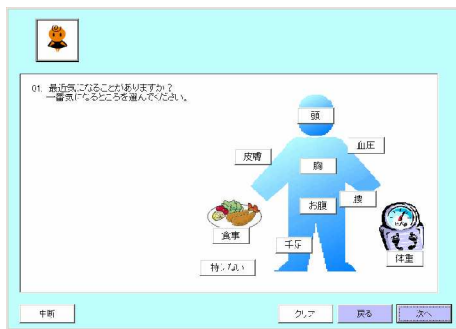 01. 最近気になることがありますか？
一番気になるところを選んでください。
頭
血圧
皮膚
胸
お腹
腰
食事
手足
体重
特にない
中断
クリア
戻る
次へ